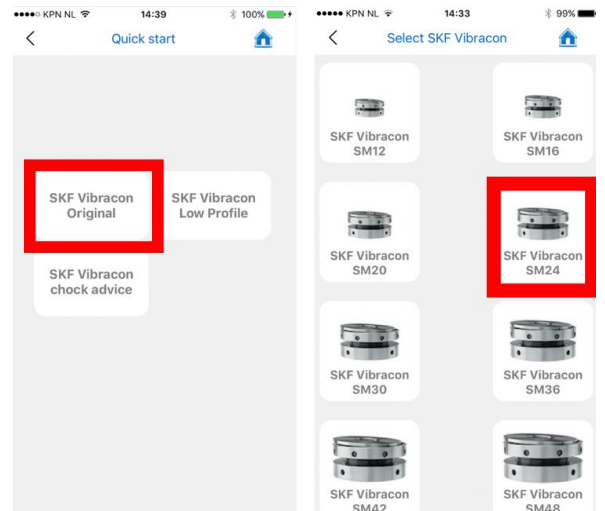 KPN NL 14:39 100%
Quick start
SKF Vibracon
Original
SKF Vibracon
Low Profile
SKF Vibracon
chock advice
KPN NL 14:33 99%
Select SKF Vibracon
SKF Vibracon
SM12
SKF Vibracon
SM16
SKF Vibracon
SM20
SKF Vibracon
SM24
SKF Vibracon
SM30
SKF Vibracon
SM36
SKF Vibracon
SM42
SKF Vibracon
SM48